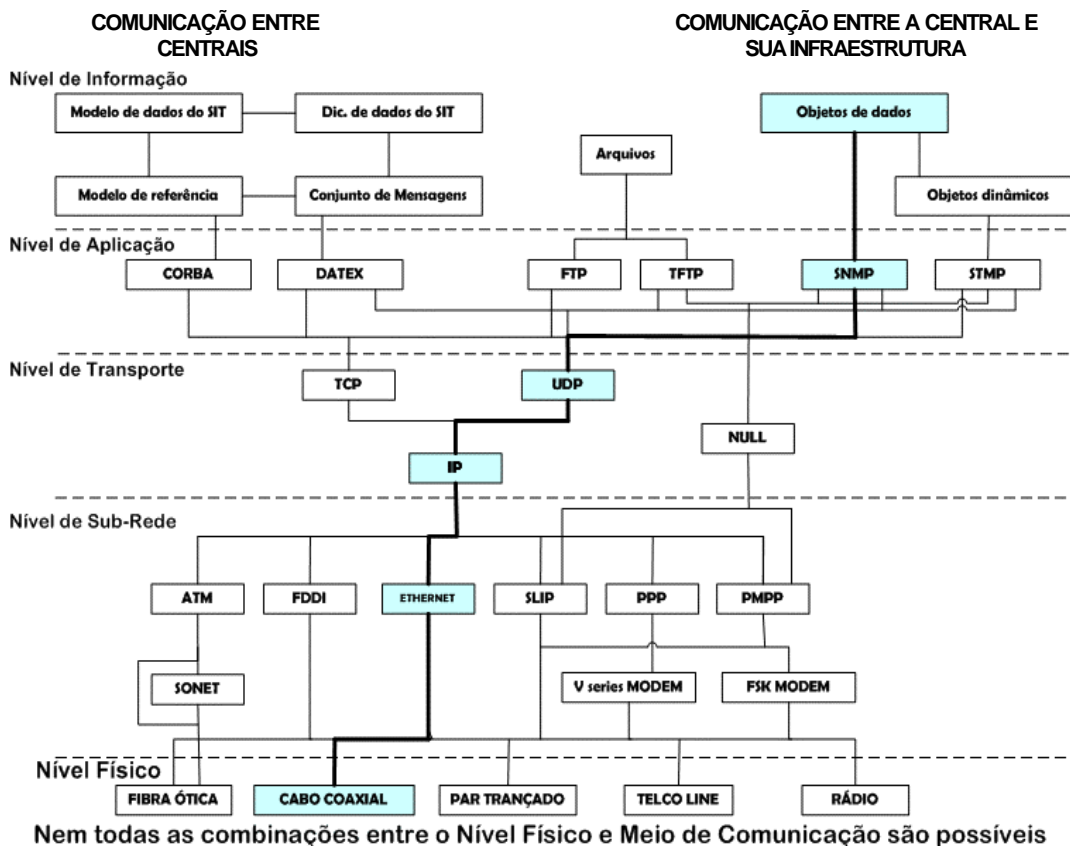 COMUNICAÇÃO ENTRE
CENTRAIS
COMUNICAÇÃO ENTRE A CENTRAL E
SUA INFRAESTRUTURA
Nível de Informação
Modelo de dados do SIT
Dic. de dados do SIT
Objetos de dados
Arquivos
Modelo de referência
Conjunto de Mensagens
Objetos dinâmicos
Nível de Aplicação
CORBA
DATEX
FTP
TFTP
SNMP
STMP
Nível de Transporte
TCP
UDP
NULL
IP
Nível de Sub-Rede
ATM
FDDI
ETHERNET
SLIP
PPP
PMPP
SONET
V series MODEM
FSK MODEM
Nível Físico
FIBRA ÓTICA
CABO COAXIAL
PAR TRANÇADO
TELCO LINE
RÁDIO
Nem todas as combinações entre o Nível Físico e Meio de Comunicação são possíveis